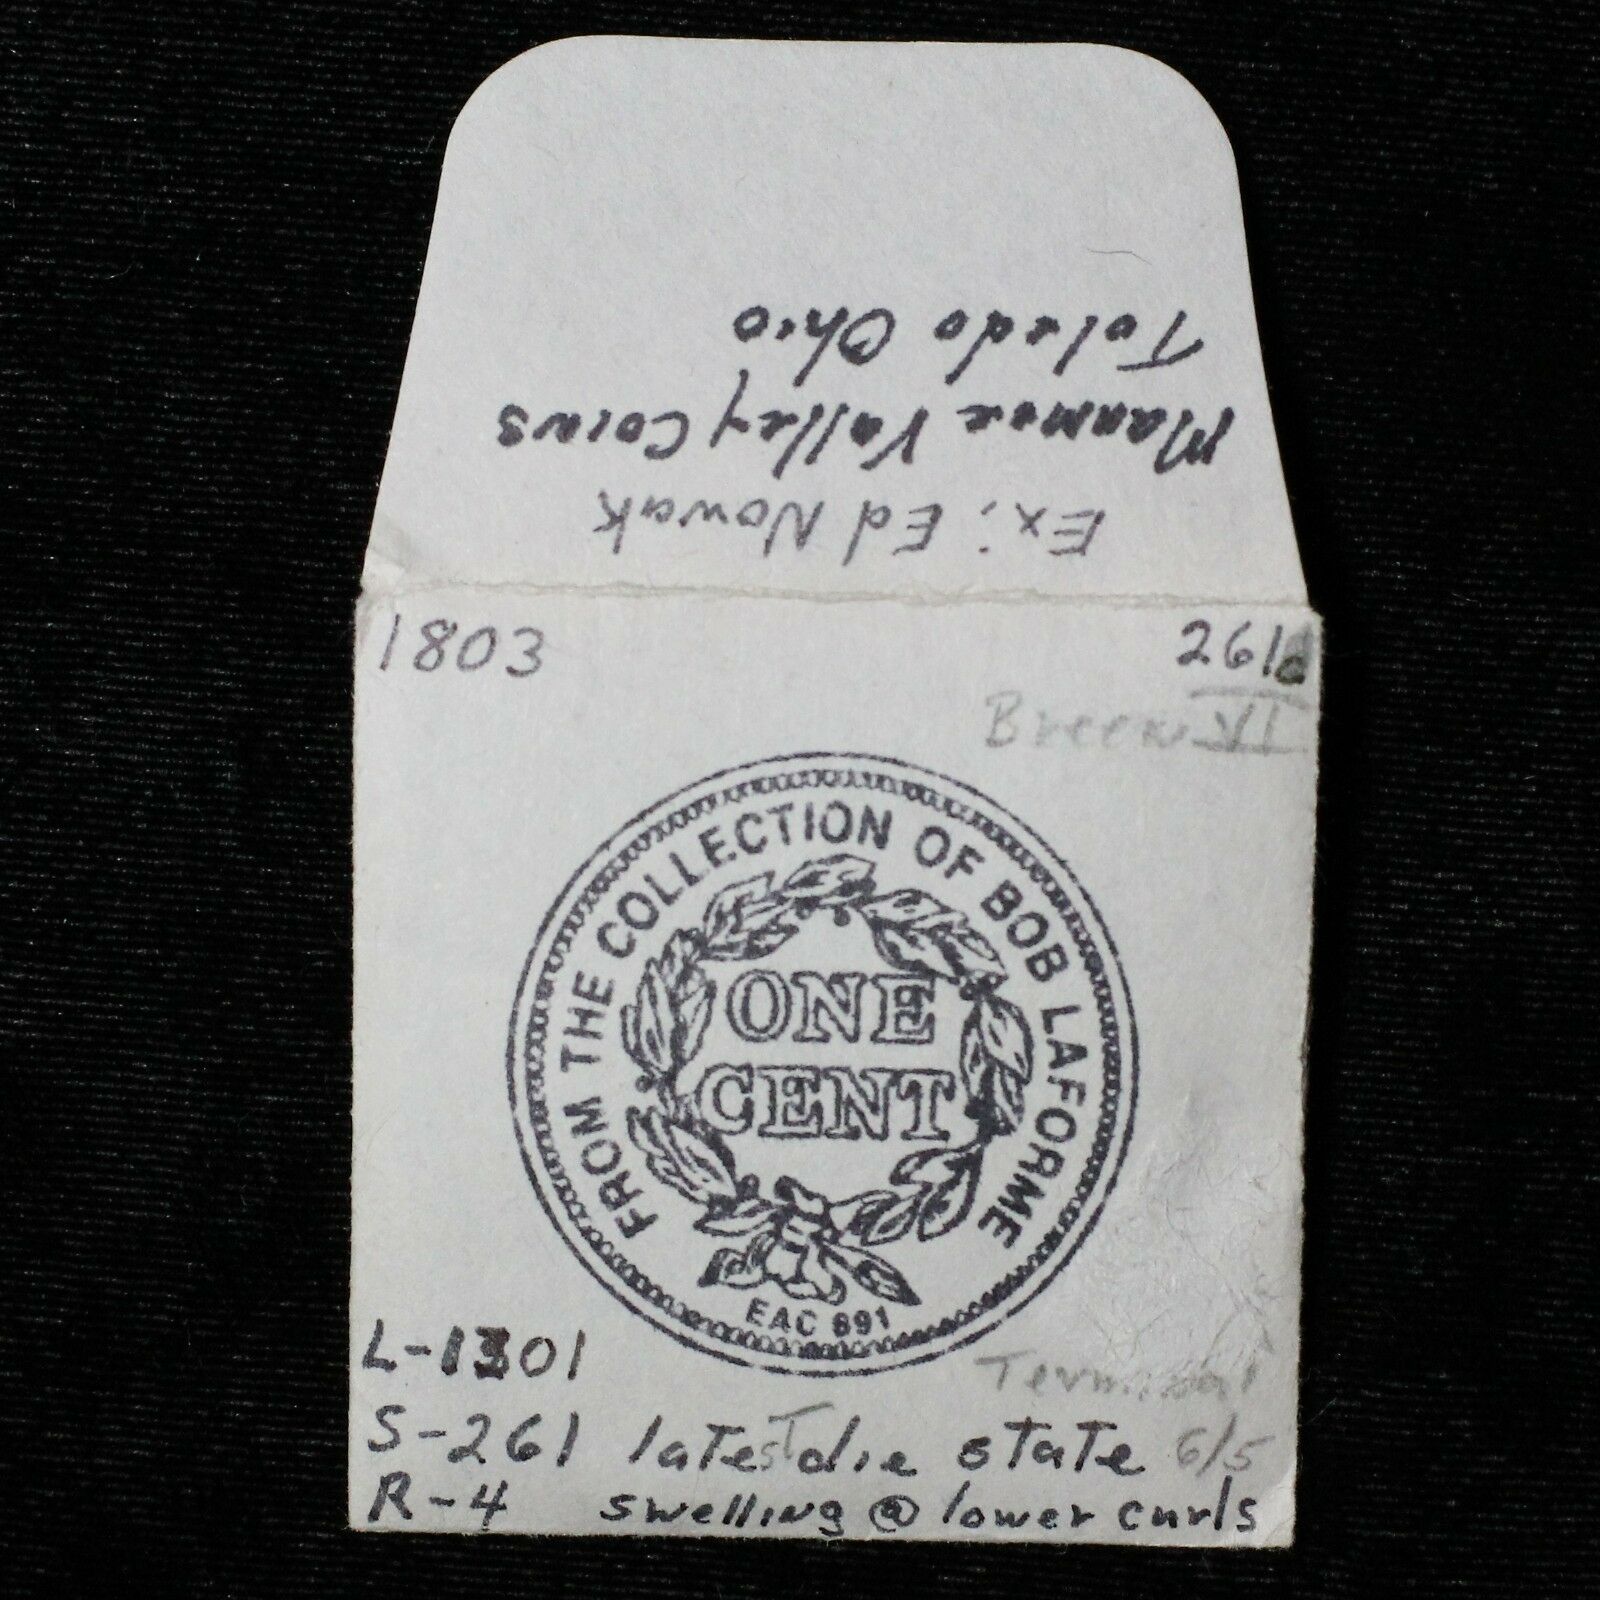 Ex: Ed Nowak
Maumee Valley Coins
Toledo Ohio
1803
261c
Breen VI
FROM THE COLLECTION OF BOB LAFORME
ONE
CENT
EAC 891
L-1301
Terminal
S-261 latesT die state 6/5
R-4 swelling @ lower curls